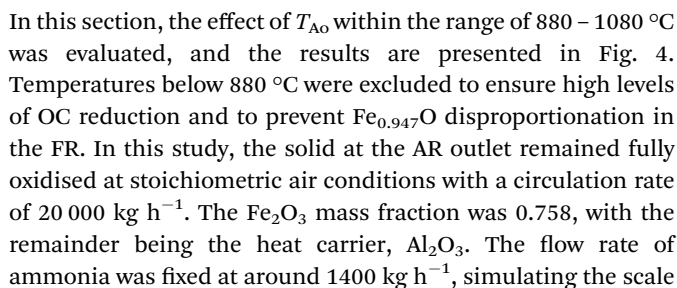 In this section, the effect of T_Ao within the range of 880 – 1080 °C
was evaluated, and the results are presented in Fig. 4.
Temperatures below 880 °C were excluded to ensure high levels
of OC reduction and to prevent Fe₀.₉₄₇O disproportionation in
the FR. In this study, the solid at the AR outlet remained fully
oxidised at stoichiometric air conditions with a circulation rate
of 20 000 kg h⁻¹. The Fe₂O₃ mass fraction was 0.758, with the
remainder being the heat carrier, Al₂O₃. The flow rate of
ammonia was fixed at around 1400 kg h⁻¹, simulating the scale